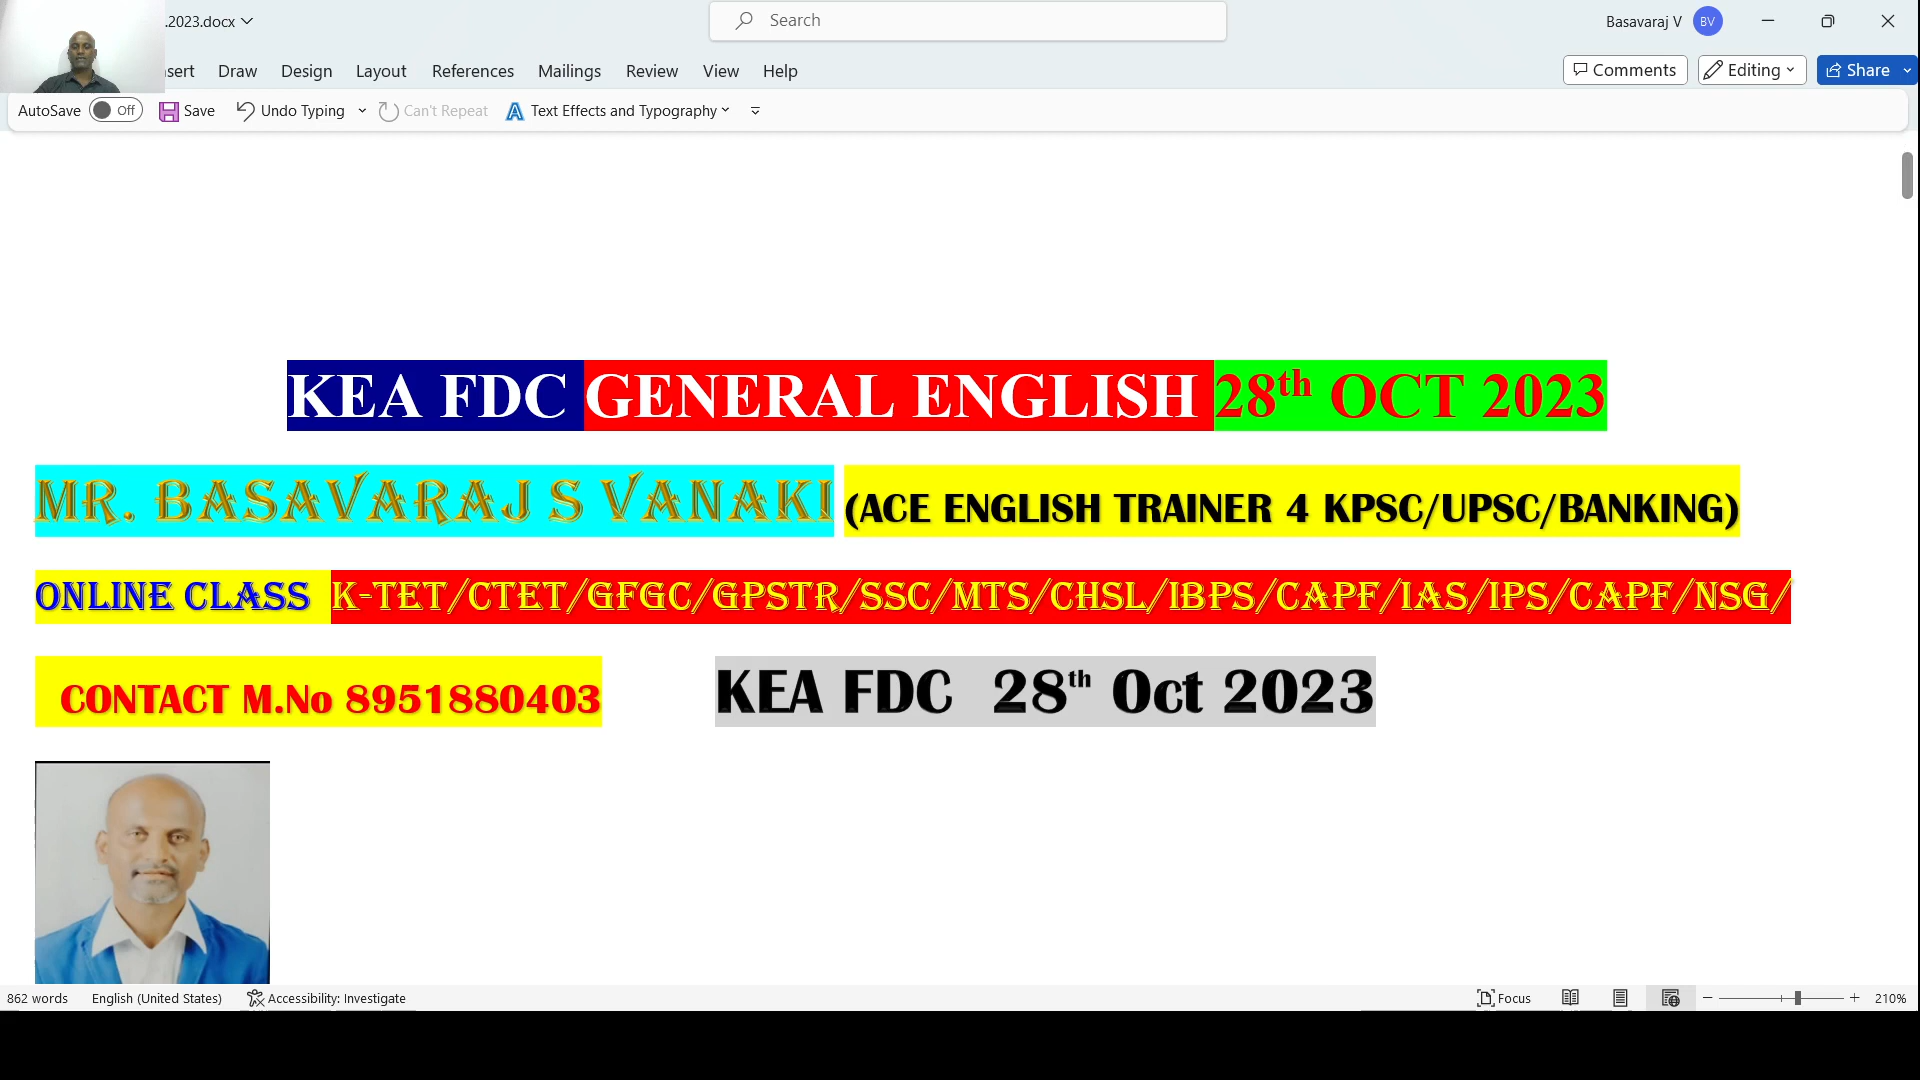 .2023.docx
Search
Basavaraj V
BV
sert Draw Design Layout References Mailings Review View Help
Comments Editing Share
AutoSave Off Save Undo Typing Can't Repeat A Text Effects and Typography
KEA FDC GENERAL ENGLISH 28th OCT 2023
MR. BASAVARAJ S VANAKI (ACE ENGLISH TRAINER 4 KPSC/UPSC/BANKING)
ONLINE CLASS K-TET/CTET/GFGC/GPSTR/SSC/MTS/CHSL/IBPS/CAPF/IAS/IPS/CAPF/NSG/
CONTACT M.No 8951880403 KEA FDC 28th Oct 2023
862 words English (United States) Accessibility: Investigate Focus 210%